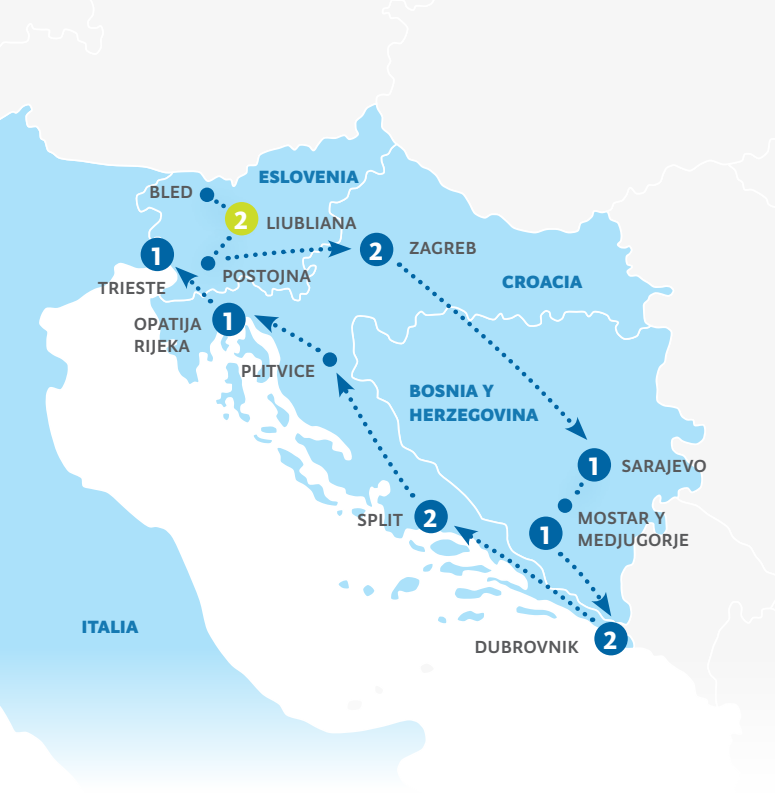 BLED
ESLOVENIA
2
LIUBLIANA
1
TRIESTE
POSTOJNA
2
ZAGREB
CROACIA
OPATIJA
RIJEKA
1
PLITVICE
BOSNIA Y
HERZEGOVINA
1
SARAJEVO
SPLIT
2
1
MOSTAR Y
MEDJUGORJE
ITALIA
DUBROVNIK
2